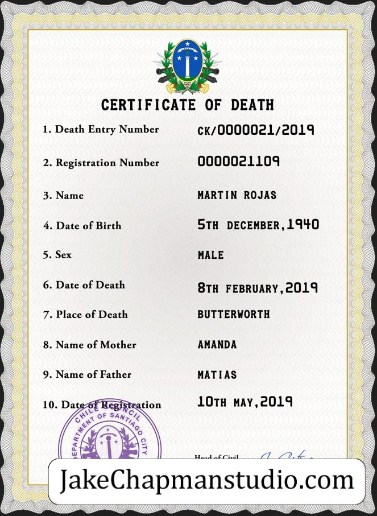 CERTIFICATE OF DEATH
1. Death Entry Number CK/0000021/2019
2. Registration Number 0000021109
3. Name MARTIN ROJAS
4. Date of Birth 5TH DECEMBER,1940
5. Sex MALE
6. Date of Death 8TH FEBRUARY,2019
7. Place of Death BUTTERWORTH
8. Name of Mother AMANDA
9. Name of Father MATIAS
10. Date of Registration 10TH MAY,2019
CHILE COUNCIL
DEPARTMENT OF SANTIAGO CITY
Head of Civil
JakeChapmanstudio.com